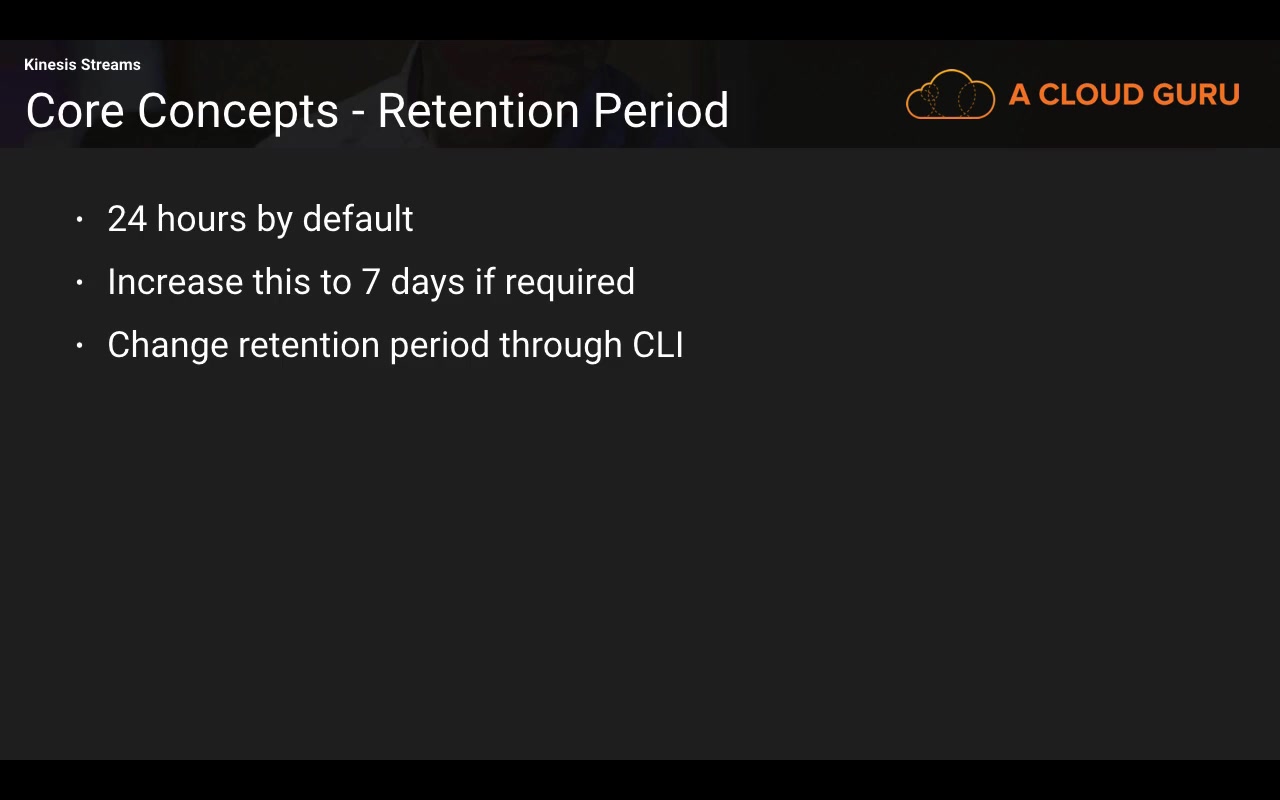 Kinesis Streams
Core Concepts - Retention Period
A CLOUD GURU
• 24 hours by default
• Increase this to 7 days if required
• Change retention period through CLI